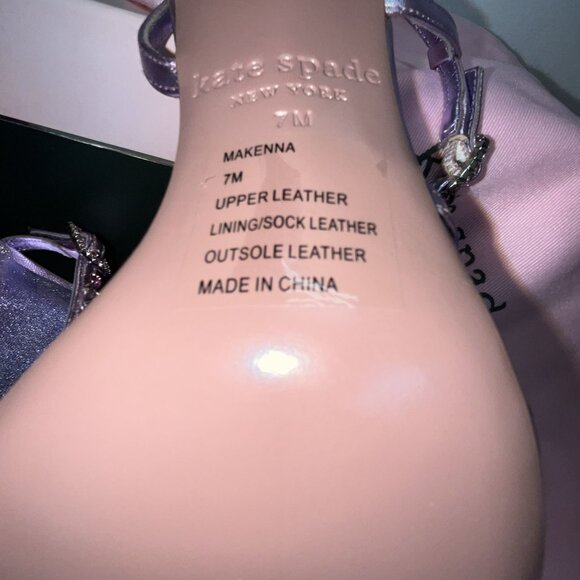 kate spade
NEW YORK
7M
MAKENNA
7M
UPPER LEATHER
LINING/SOCK LEATHER
OUTSOLE LEATHER
MADE IN CHINA